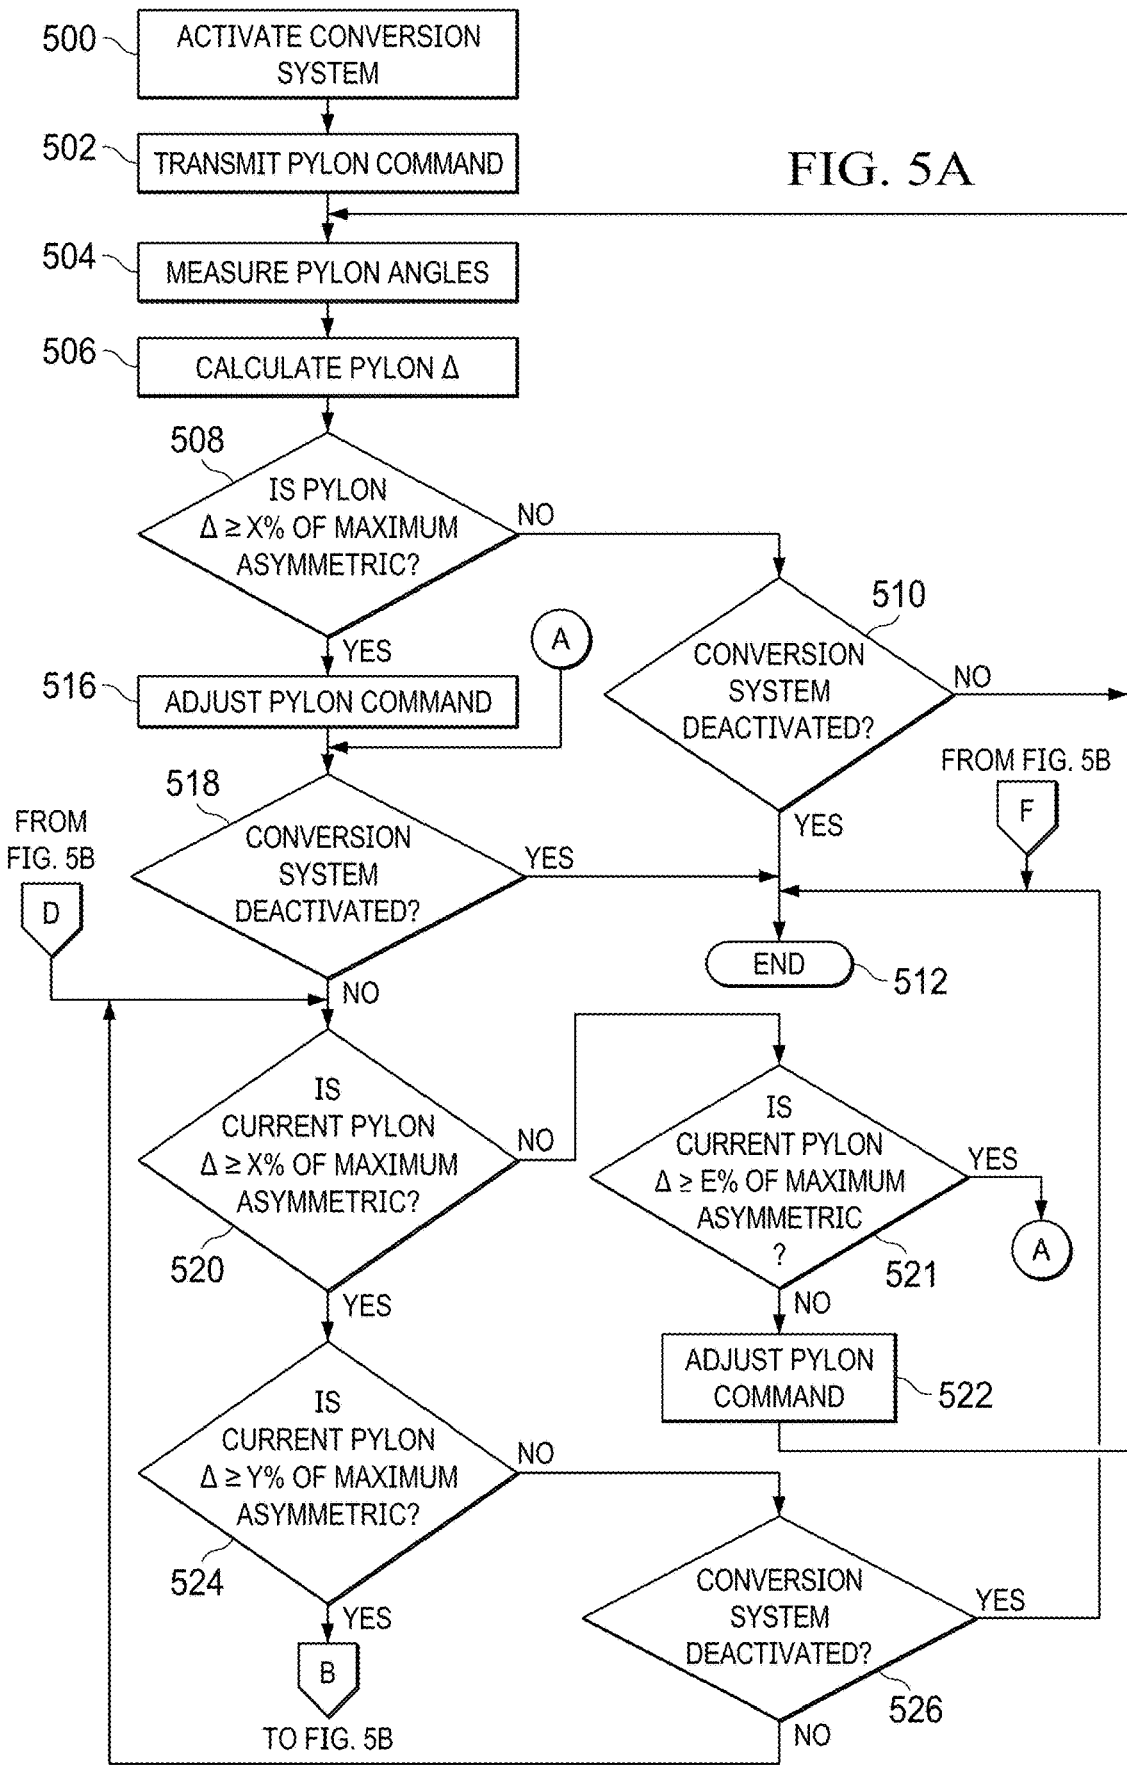 500
ACTIVATE CONVERSION
SYSTEM
502
TRANSMIT PYLON COMMAND
FIG. 5A
504
MEASURE PYLON ANGLES
506
CALCULATE PYLON Δ
508
IS PYLON
Δ ≥ X% OF MAXIMUM
ASYMMETRIC?
NO
YES
510
CONVERSION
SYSTEM
DEACTIVATED?
NO
YES
A
516
ADJUST PYLON COMMAND
518
CONVERSION
SYSTEM
DEACTIVATED?
YES
NO
FROM
FIG. 5B
D
FROM FIG. 5B
F
END
512
IS
CURRENT PYLON
Δ ≥ X% OF MAXIMUM
ASYMMETRIC?
520
NO
YES
IS
CURRENT PYLON
Δ ≥ E% OF MAXIMUM
ASYMMETRIC
?
521
YES
A
NO
ADJUST PYLON
COMMAND
522
IS
CURRENT PYLON
Δ ≥ Y% OF MAXIMUM
ASYMMETRIC?
524
NO
YES
B
TO FIG. 5B
CONVERSION
SYSTEM
DEACTIVATED?
526
YES
NO